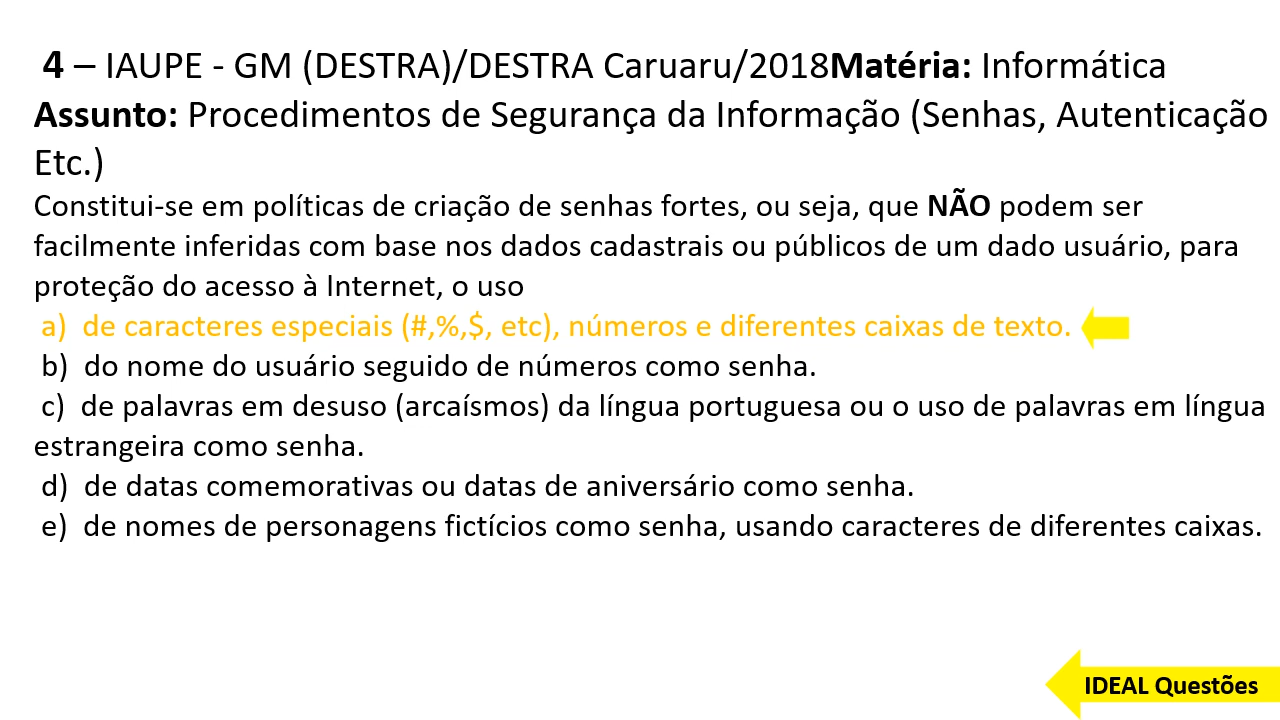 4 – IAUPE - GM (DESTRA)/DESTRA Caruaru/2018Matéria: Informática
Assunto: Procedimentos de Segurança da Informação (Senhas, Autenticação
Etc.)
Constitui-se em políticas de criação de senhas fortes, ou seja, que NÃO podem ser
facilmente inferidas com base nos dados cadastrais ou públicos de um dado usuário, para
proteção do acesso à Internet, o uso
a) de caracteres especiais (#,%,$, etc), números e diferentes caixas de texto.
b) do nome do usuário seguido de números como senha.
c) de palavras em desuso (arcaísmos) da língua portuguesa ou o uso de palavras em língua
estrangeira como senha.
d) de datas comemorativas ou datas de aniversário como senha.
e) de nomes de personagens fictícios como senha, usando caracteres de diferentes caixas.
IDEAL Questões